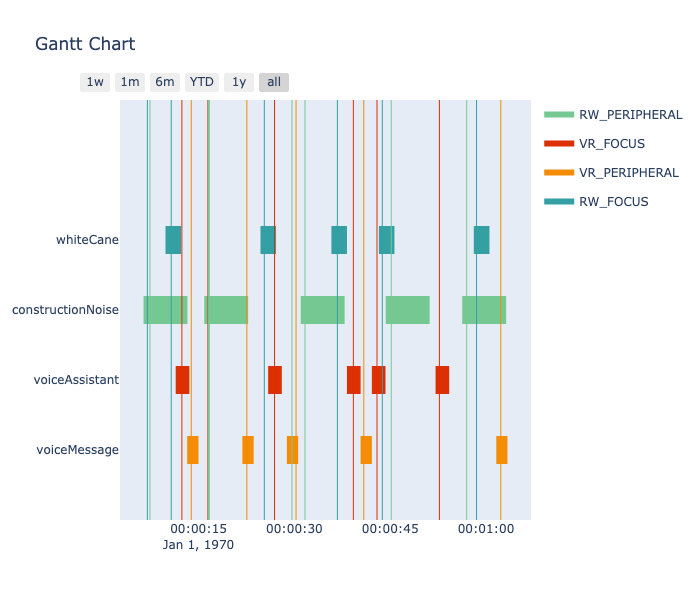 Gantt Chart
1w 1m 6m YTD 1y all
RW_PERIPHERAL
VR_FOCUS
VR_PERIPHERAL
RW_FOCUS
whiteCane
constructionNoise
voiceAssistant
voiceMessage
00:00:15 00:00:30 00:00:45 00:01:00
Jan 1, 1970